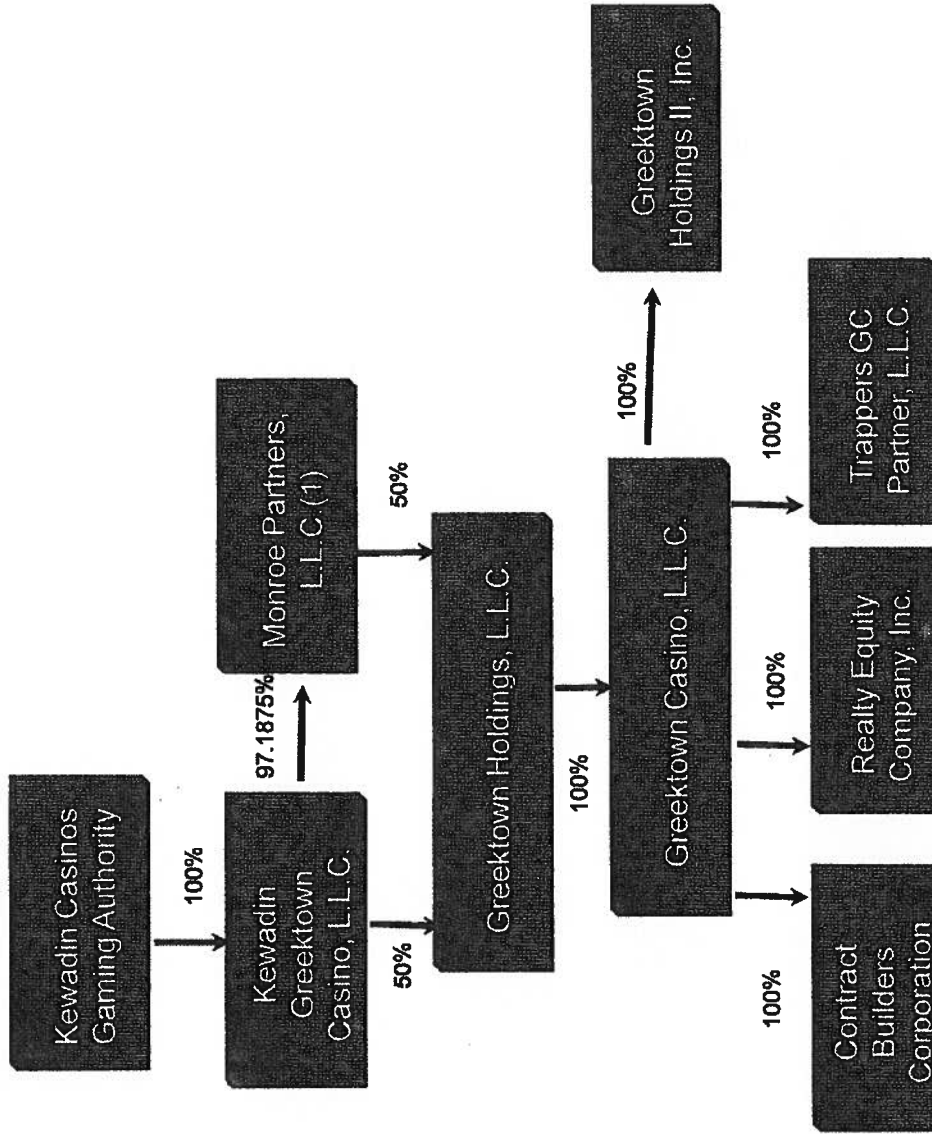 Kewadin Casinos
Gaming Authority
100%
Kewadin
Greektown
Casino, L.L.C.
97.1875%
Monroe Partners,
L.L.C.(1)
50%
50%
Greektown Holdings, L.L.C.
100%
Greektown Casino, L.L.C.
100%
Greektown
Holdings II, Inc.
100%
100%
100%
Contract
Builders
Corporation
Realty Equity
Company, Inc.
Trappers GC
Partner, L.L.C.